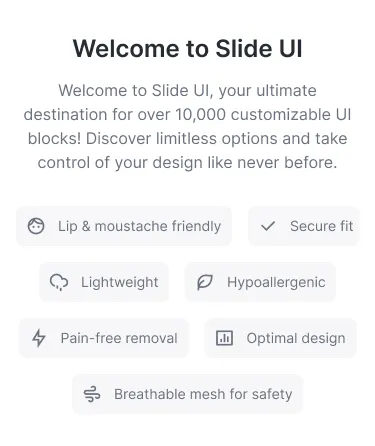 Welcome to Slide UI
Welcome to Slide UI, your ultimate
destination for over 10,000 customizable UI
blocks! Discover limitless options and take
control of your design like never before.
Lip & moustache friendly
Secure fit
Lightweight
Hypoallergenic
Pain-free removal
Optimal design
Breathable mesh for safety